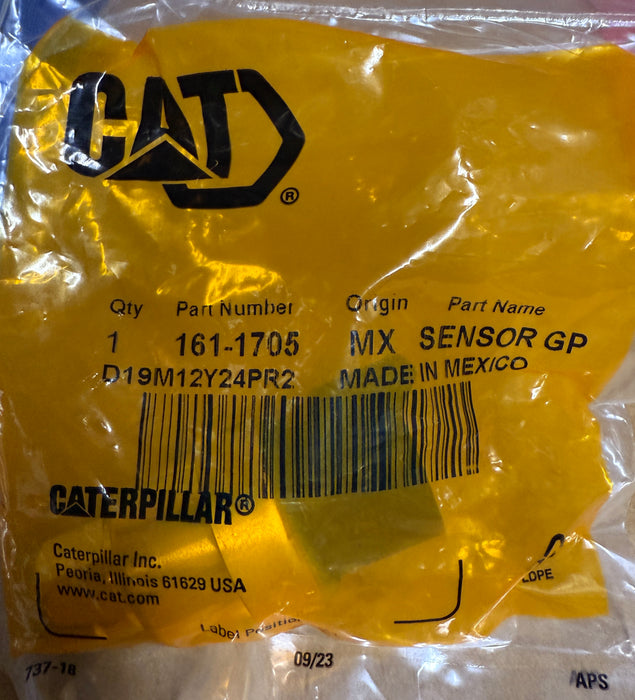 CAT®
Qty Part Number Origin Part Name
1 161-1705 MX SENSOR GP
D19M12Y24PR2 MADE IN MEXICO
CATERPILLAR®
Caterpillar Inc.
Peoria, Illinois 61629 USA
www.cat.com
Label
737-18
09/23
APS